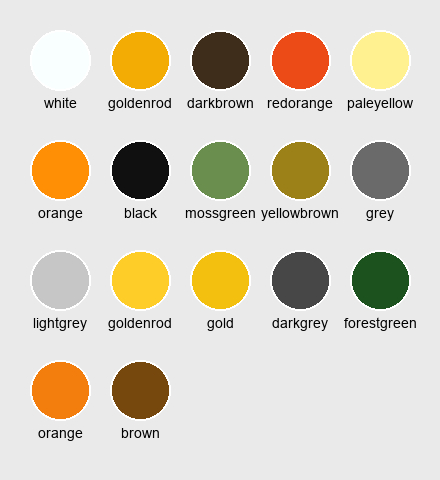 white goldenrod darkbrown redorange paleyellow
orange black mossgreen yellowbrown grey
lightgrey goldenrod gold darkgrey forestgreen
orange brown